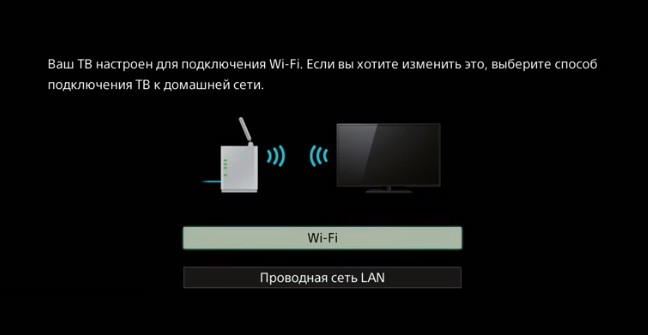 Ваш ТВ настроен для подключения Wi-Fi. Если вы хотите изменить это, выберите способ
подключения ТВ к домашней сети.
Wi-Fi
Проводная сеть LAN